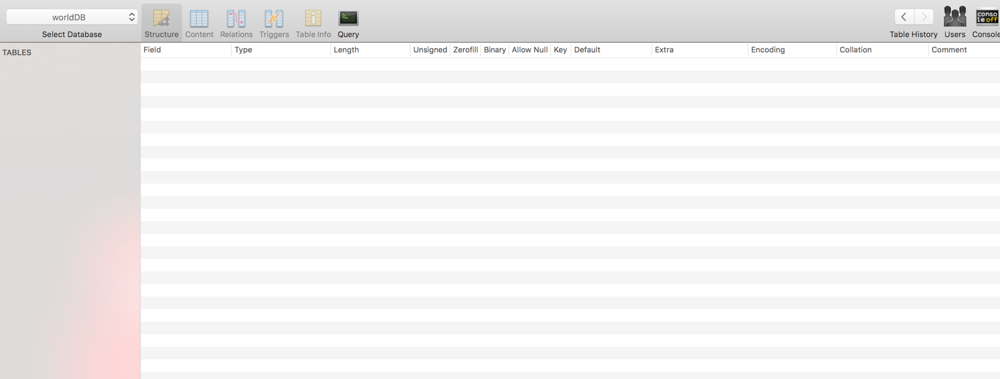 worldDB
Select Database
Structure Content Relations Triggers Table Info Query
Table History Users Console
conso
le off
TABLES
Field Type Length Unsigned Zerofill Binary Allow Null Key Default Extra Encoding Collation Comment